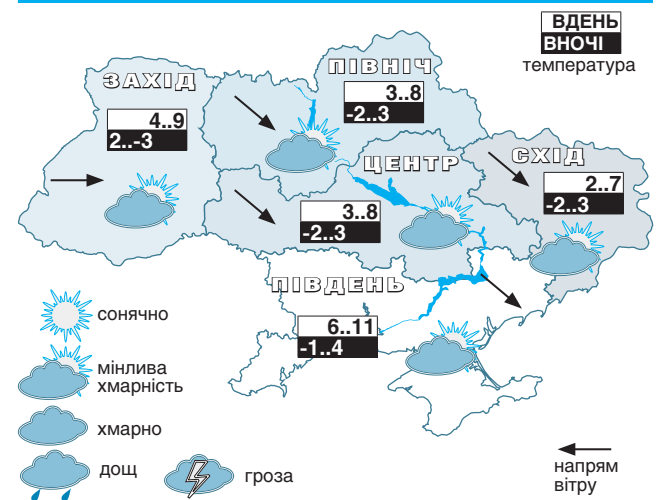 ВДЕНЬ
ВНОЧІ
температура
ПІВНІЧ
3..8
-2..3
ЗАХІД
4..9
2..-3
ЦЕНТР
3..8
-2..3
СХІД
2..7
-2..3
ПІВДЕНЬ
6..11
-1..4
сонячно
мінлива
хмарність
хмарно
дощ
гроза
напрям
вітру